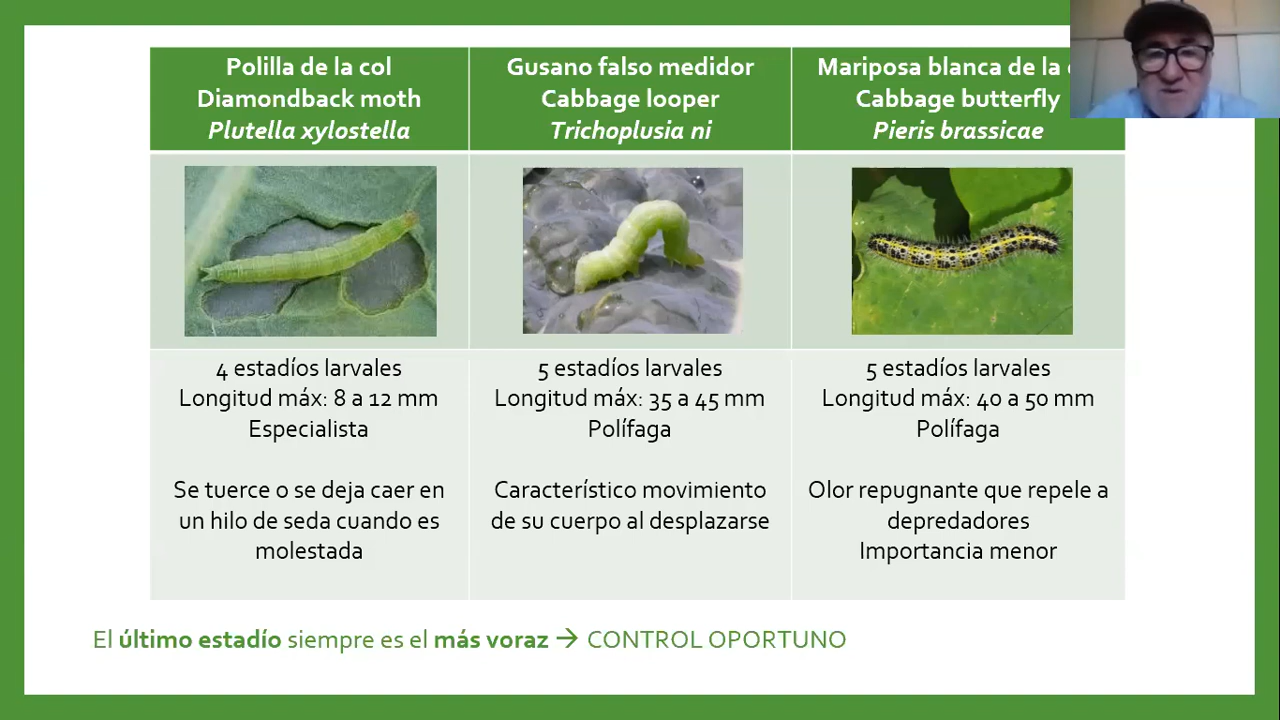 Polilla de la col
Diamondback moth
Plutella xylostella
Gusano falso medidor
Cabbage looper
Trichoplusia ni
Mariposa blanca de la
Cabbage butterfly
Pieris brassicae
4 estadíos larvales
Longitud máx: 8 a 12 mm
Especialista
Se tuerce o se deja caer en
un hilo de seda cuando es
molestada
5 estadíos larvales
Longitud máx: 35 a 45 mm
Polífaga
Característico movimiento
de su cuerpo al desplazarse
5 estadíos larvales
Longitud máx: 40 a 50 mm
Polífaga
Olor repugnante que repele a
depredadores
Importancia menor
El último estadío siempre es el más voraz → CONTROL OPORTUNO